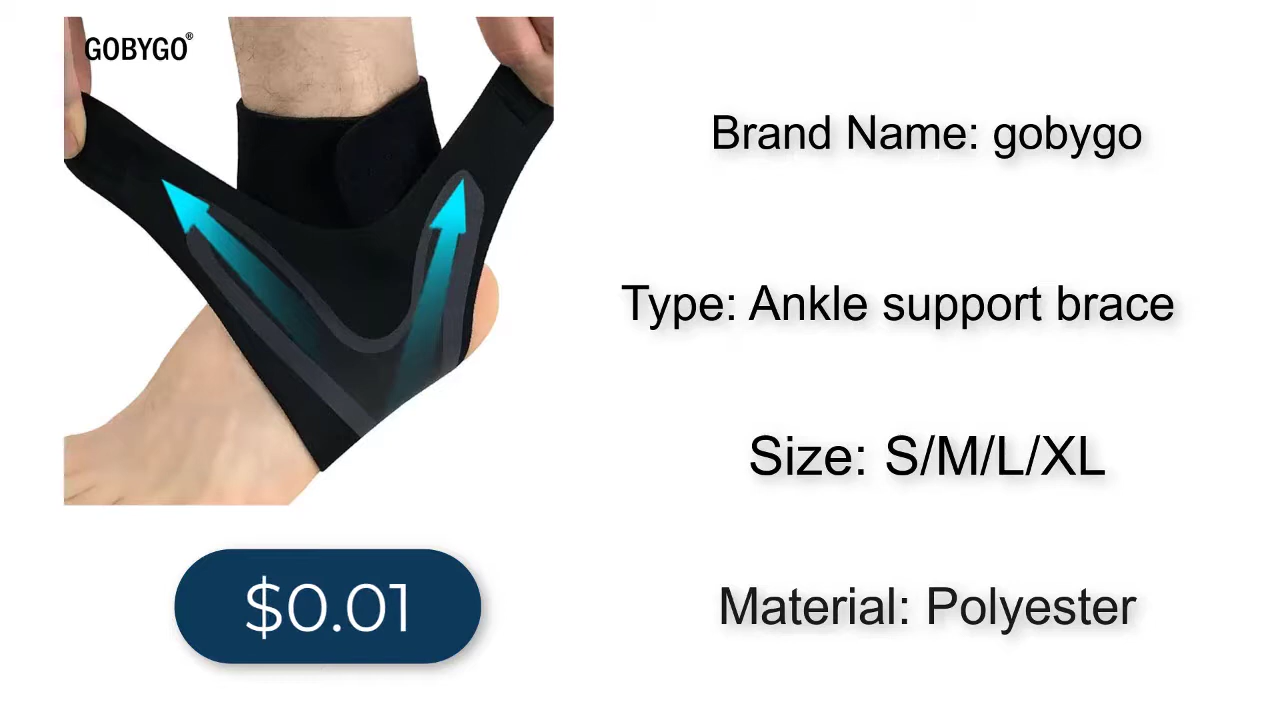 GOBYGO®
Brand Name: gobygo
Type: Ankle support brace
Size: S/M/L/XL
$0.01
Material: Polyester